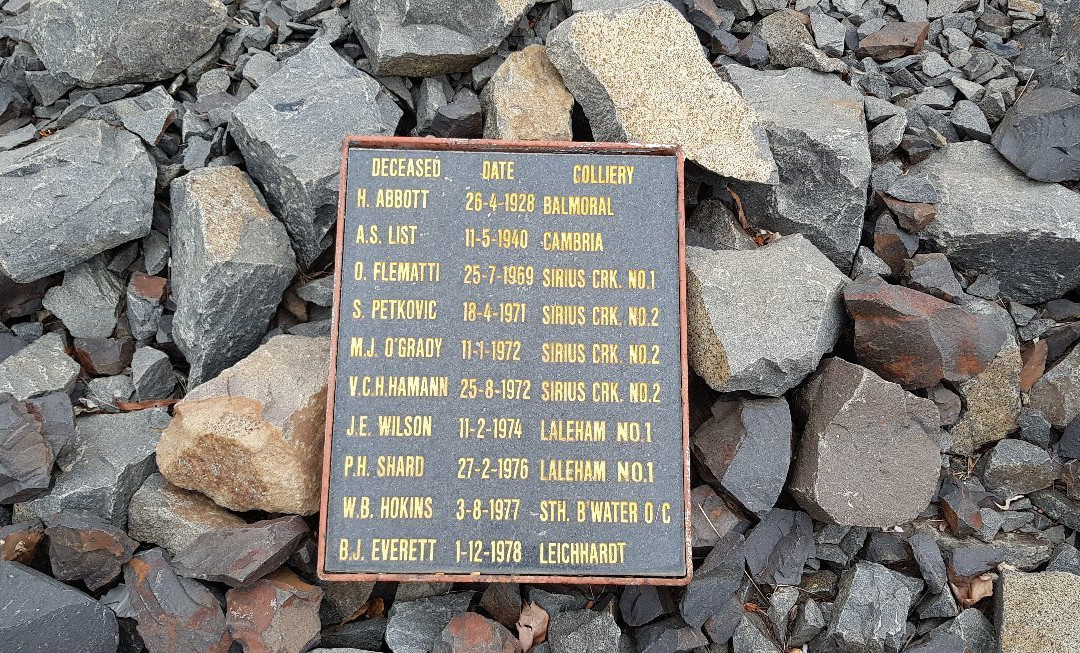 DECEASED DATE COLLIERY
H. ABBOTT 26-4-1928 BALMORAL
A.S. LIST 11-5-1940 CAMBRIA
O. FLEMATTI 25-7-1969 SIRIUS CRK. NO.1
S. PETKOVIC 18-4-1971 SIRIUS CRK. NO.2
M.J. O'GRADY 11-1-1972 SIRIUS CRK. NO.2
V.C.H.HAMANN 25-8-1972 SIRIUS CRK. NO.2
J.E. WILSON 11-2-1974 LALEHAM NO.1
P.H. SHARD 27-2-1976 LALEHAM NO.1
W.B. HOKINS 3-8-1977 STH. B'WATER O/C
B.J. EVERETT 1-12-1978 LEICHHARDT